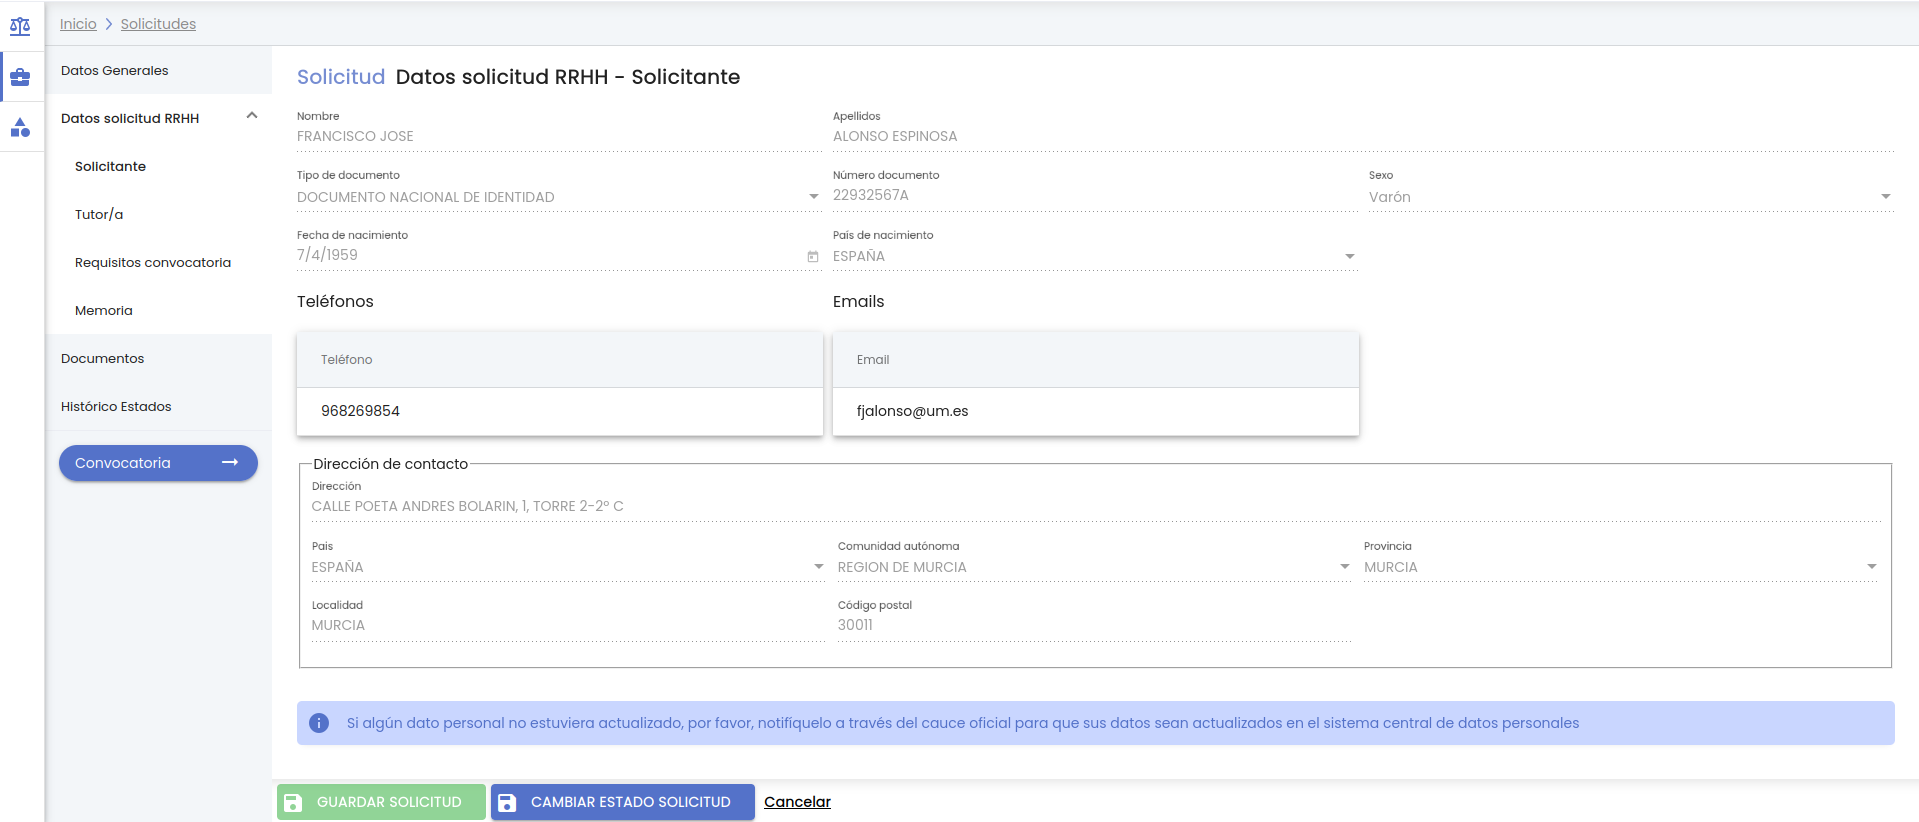 Inicio > Solicitudes
Datos Generales
Datos solicitud RRHH
Solicitante
Tutor/a
Requisitos convocatoria
Memoria
Documentos
Histórico Estados
Convocatoria
Solicitud Datos solicitud RRHH - Solicitante
Nombre Apellidos
FRANCISCO JOSE ALONSO ESPINOSA
Tipo de documento Número documento Sexo
DOCUMENTO NACIONAL DE IDENTIDAD 22932567A Varón
Fecha de nacimiento País de nacimiento
7/4/1959 ESPAÑA
Teléfonos Emails
Teléfono Email
968269854 fjalonso@um.es
Dirección de contacto
Dirección
CALLE POETA ANDRES BOLARIN, 1, TORRE 2-2º C
Pais Comunidad autónoma Provincia
ESPAÑA REGION DE MURCIA MURCIA
Localidad Código postal
MURCIA 30011
Si algún dato personal no estuviera actualizado, por favor, notifíquelo a través del cauce oficial para que sus datos sean actualizados en el sistema central de datos personales
GUARDAR SOLICITUD CAMBIAR ESTADO SOLICITUD Cancelar